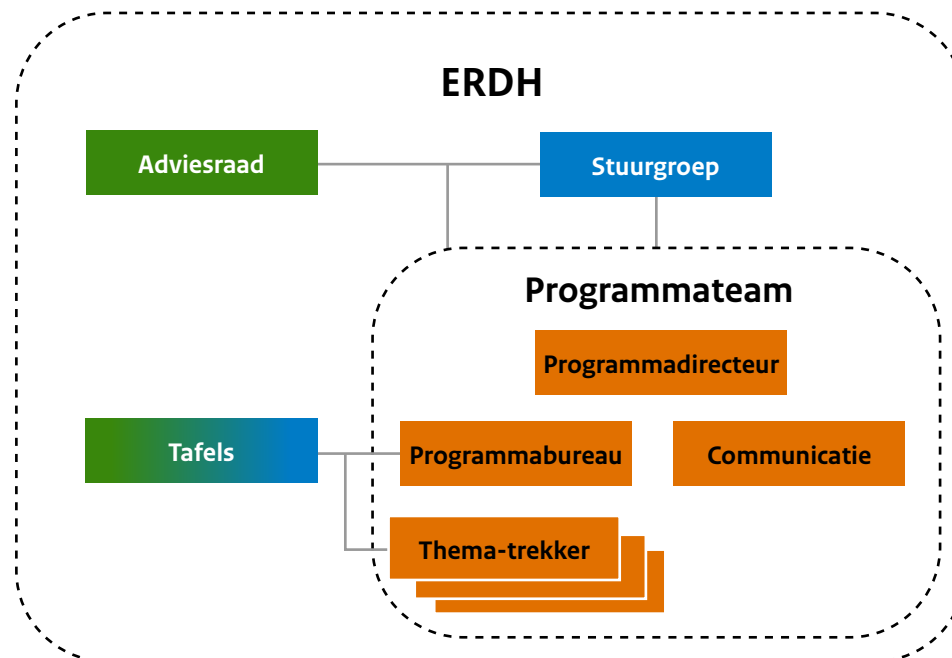 ERDH
Adviesraad
Stuurgroep
Programmateam
Programmadirecteur
Tafels
Programmabureau
Communicatie
Thema-trekker